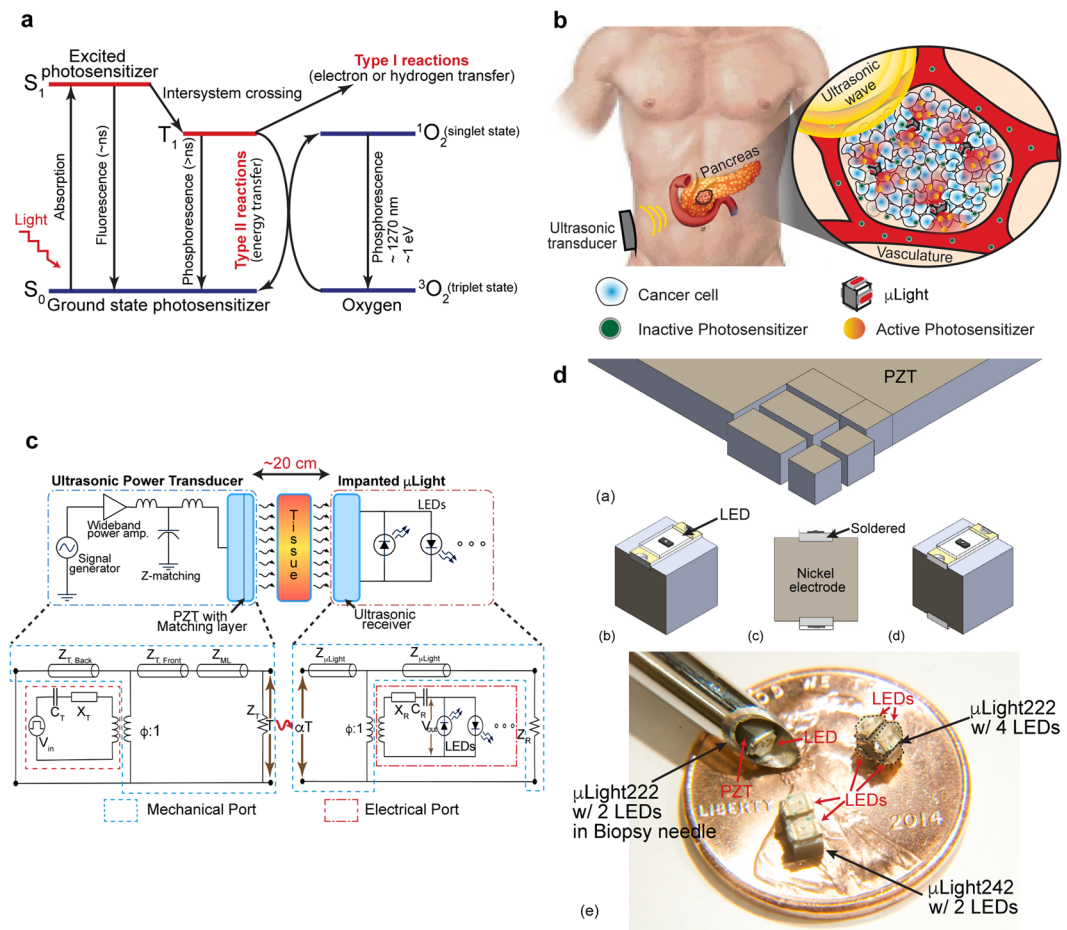 a
Excited
photosensitizer
S1
Type I reactions
(electron or hydrogen transfer)
Intersystem crossing
T1
1O2 (singlet state)
Absorption
Fluorescence (~ns)
Phosphorescence (>ns)
Type II reactions
(energy transfer)
Phosphorescence
~ 1270 nm
~1 eV
Light
S0
Ground state photosensitizer
Oxygen
3O2 (triplet state)
b
Ultrasonic
wave
Pancreas
Ultrasonic
transducer
Vasculature
Cancer cell
μLight
Inactive Photosensitizer
Active Photosensitizer
c
~20 cm
Ultrasonic Power Transducer
Impanted μLight
Wideband
power amp.
Signal
generator
Z-matching
Tissue
LEDs
PZT with
Matching layer
Ultrasonic
receiver
ZT, Back
ZT, Front
ZML
ZμLight
ZμLight
CT
XT
Vin
ϕ:1
ZT
T
αT
ϕ:1
XR
CR
Vout
LEDs
ZR
Mechanical Port
Electrical Port
d
PZT
(a)
LED
Soldered
Nickel
electrode
(b)
(c)
(d)
LEDs
μLight222
w/ 4 LEDs
LED
PZT
LEDs
μLight222
w/ 2 LEDs
in Biopsy needle
LIBERTY
2014
μLight242
w/ 2 LEDs
(e)